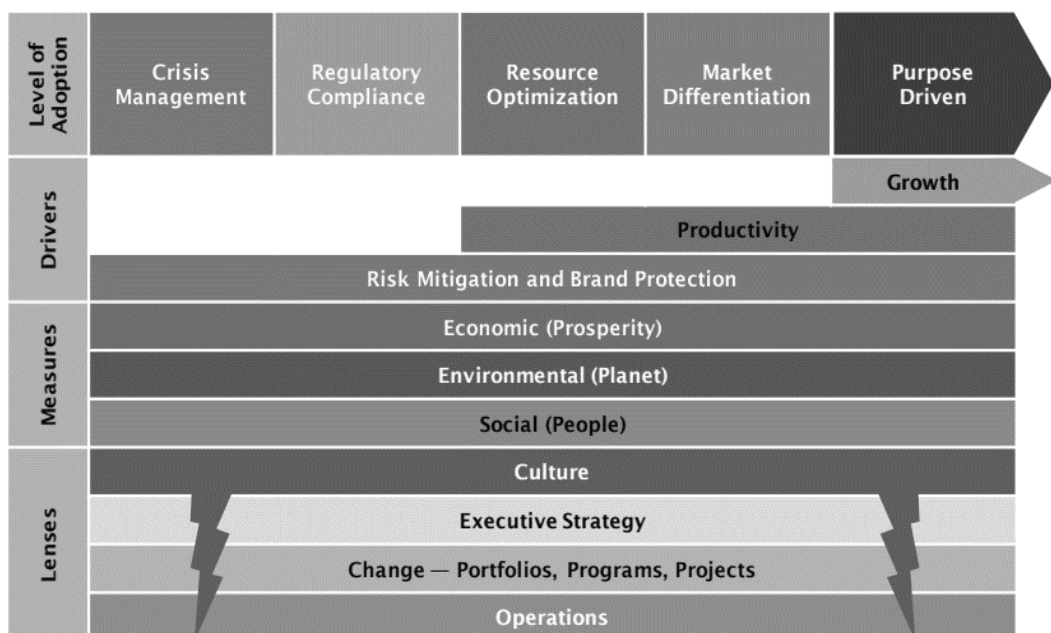 Level of
Adoption
Crisis
Management
Regulatory
Compliance
Resource
Optimization
Market
Differentiation
Purpose
Driven
Drivers
Growth
Productivity
Risk Mitigation and Brand Protection
Measures
Economic (Prosperity)
Environmental (Planet)
Social (People)
Lenses
Culture
Executive Strategy
Change — Portfolios, Programs, Projects
Operations